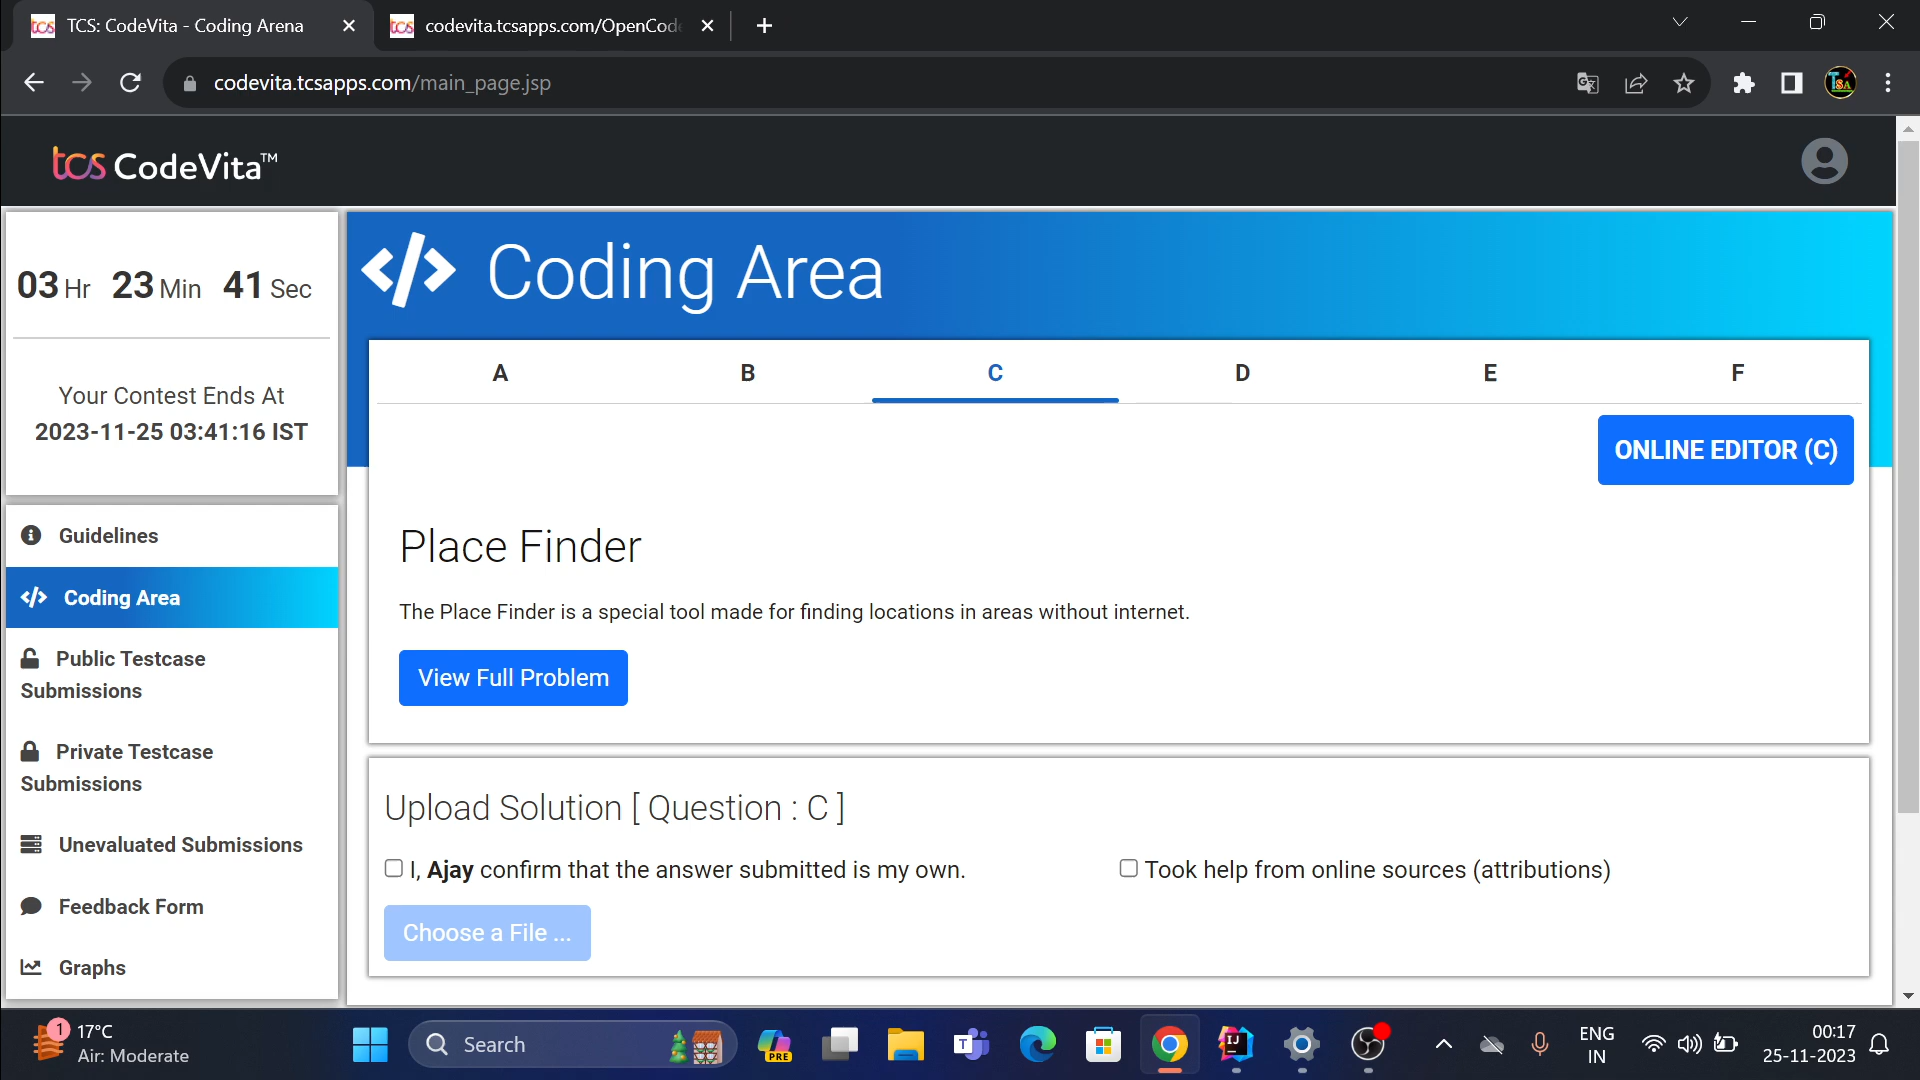 TCS: CodeVita - Coding Arena
codevita.tcsapps.com/OpenCod
codevita.tcsapps.com/main_page.jsp
TSA
tcs CodeVita™
03 Hr 23 Min 41 Sec
Your Contest Ends At
2023-11-25 03:41:16 IST
Guidelines
Coding Area
Public Testcase
Submissions
Private Testcase
Submissions
Unevaluated Submissions
Feedback Form
Graphs
</> Coding Area
A B C D E F
ONLINE EDITOR (C)
Place Finder
The Place Finder is a special tool made for finding locations in areas without internet.
View Full Problem
Upload Solution [ Question : C ]
I, Ajay confirm that the answer submitted is my own.
Took help from online sources (attributions)
Choose a File ...
1
17°C
Air: Moderate
Search
PRE
T
IJ
ENG
IN
00:17
25-11-2023